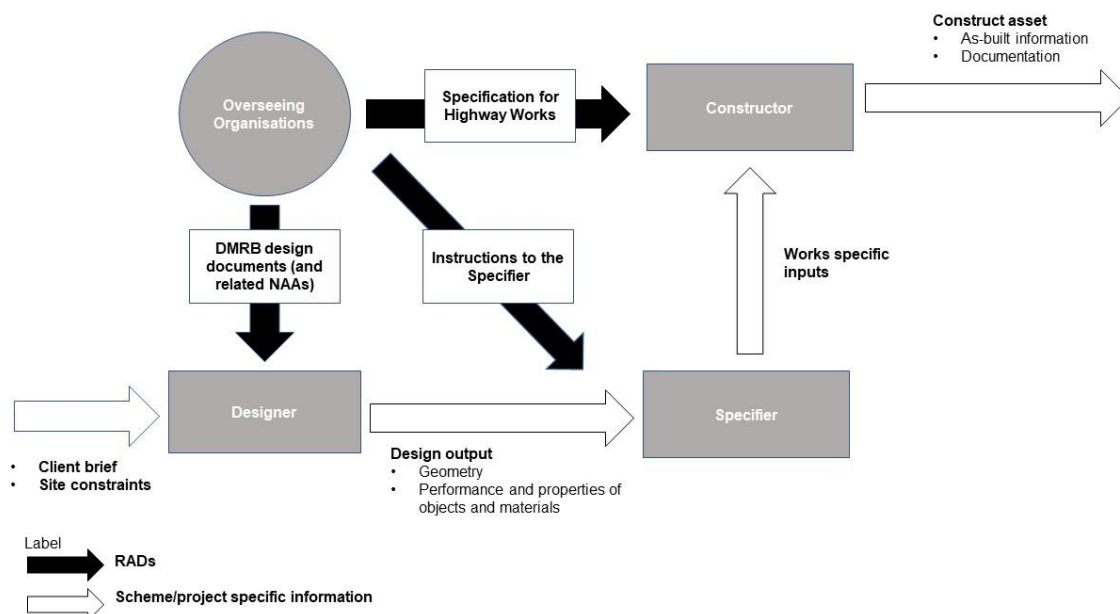 Construct asset
• As-built information
• Documentation
Overseeing
Organisations
Specification for
Highway Works
Constructor
DMRB design
documents (and
related NAAs)
Instructions to the
Specifier
Works specific
inputs
Designer
Specifier
• Client brief
• Site constraints
Design output
• Geometry
• Performance and properties of
objects and materials
Label
RADs
Scheme/project specific information